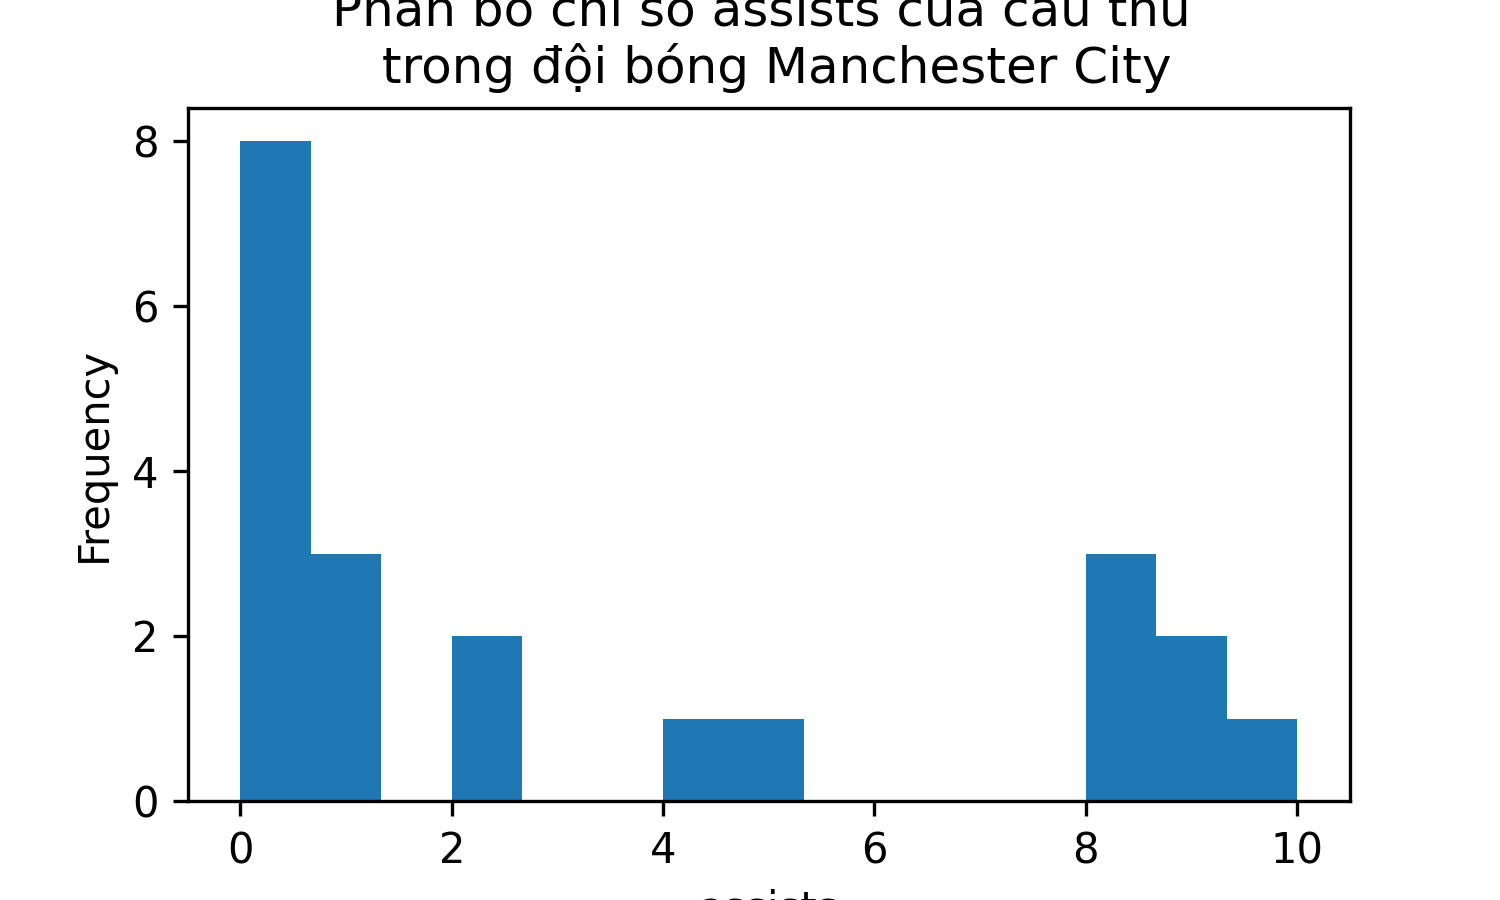 Phân bố chỉ số assists của cầu thủ
trong đội bóng Manchester City
Frequency
8
6
4
2
0
0 2 4 6 8 10
assists